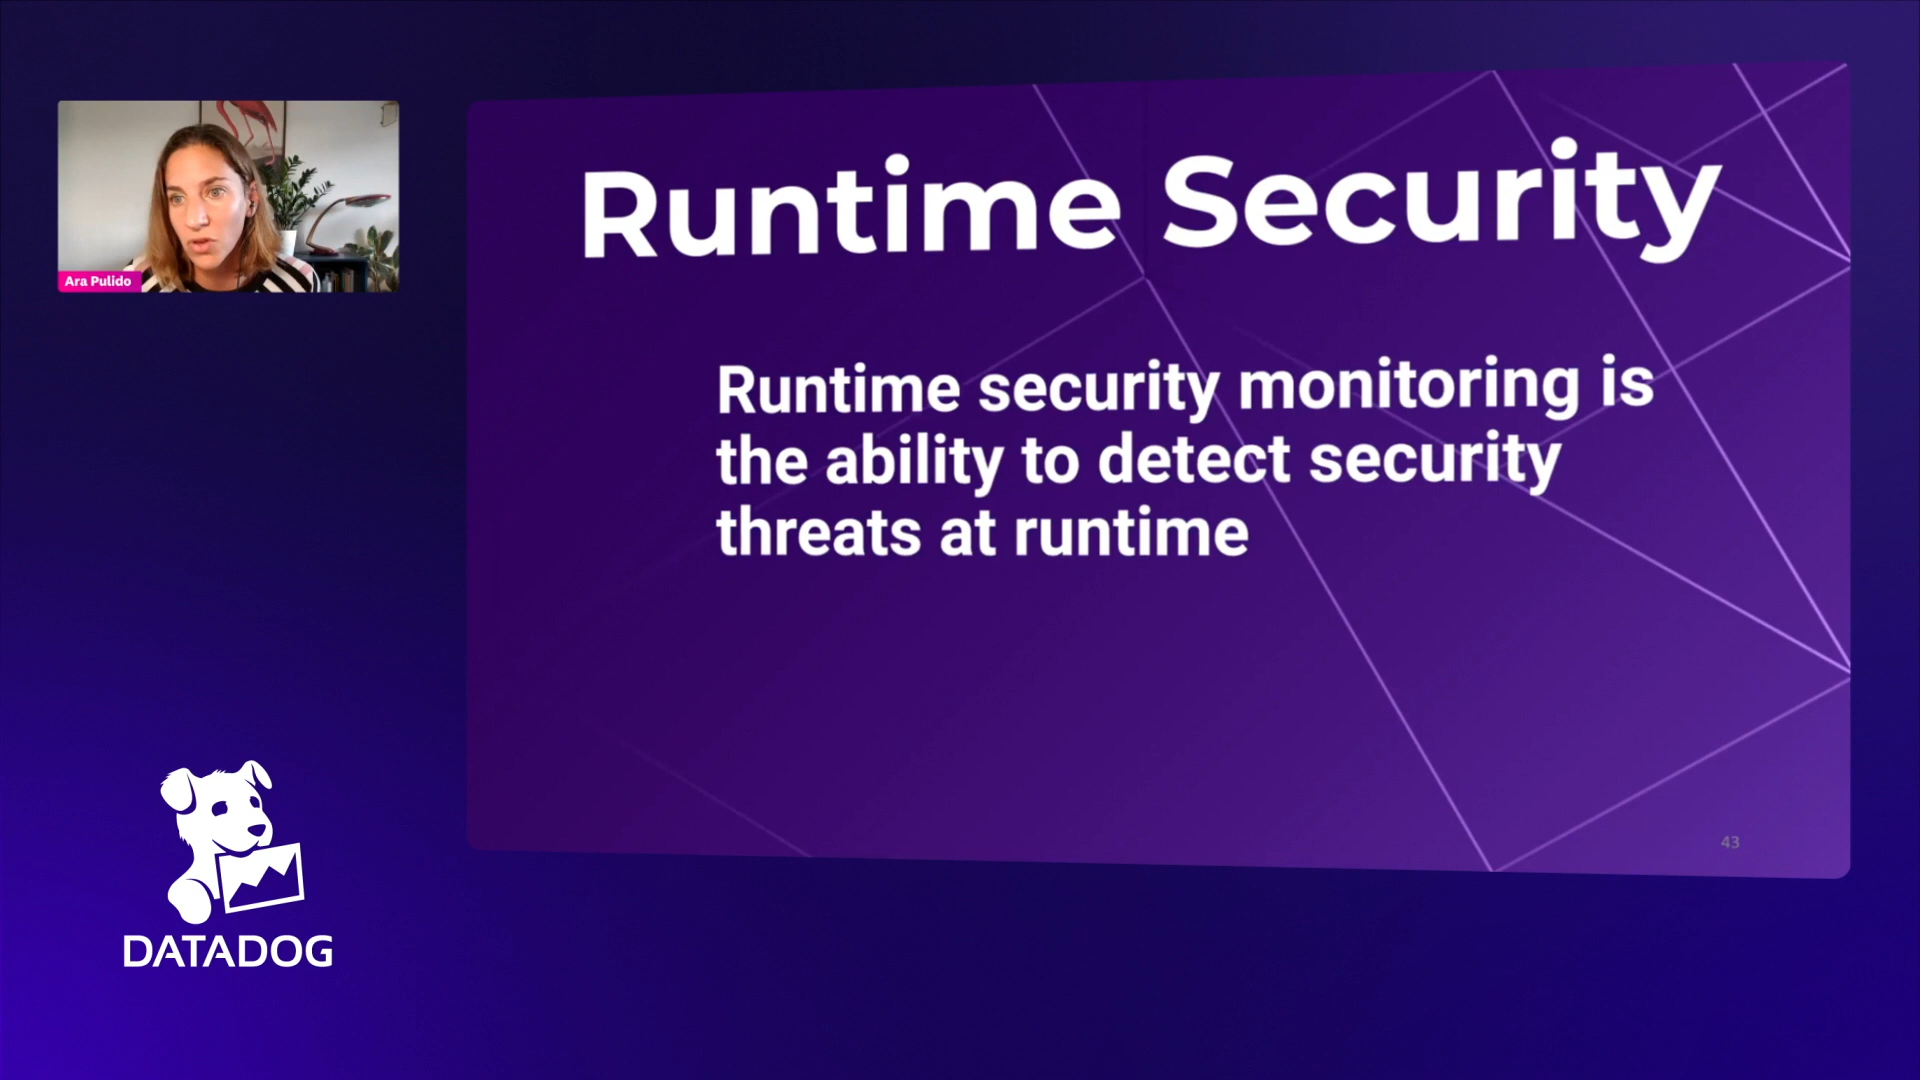 Ara Pulido
Runtime Security
Runtime security monitoring is
the ability to detect security
threats at runtime
43
DATADOG